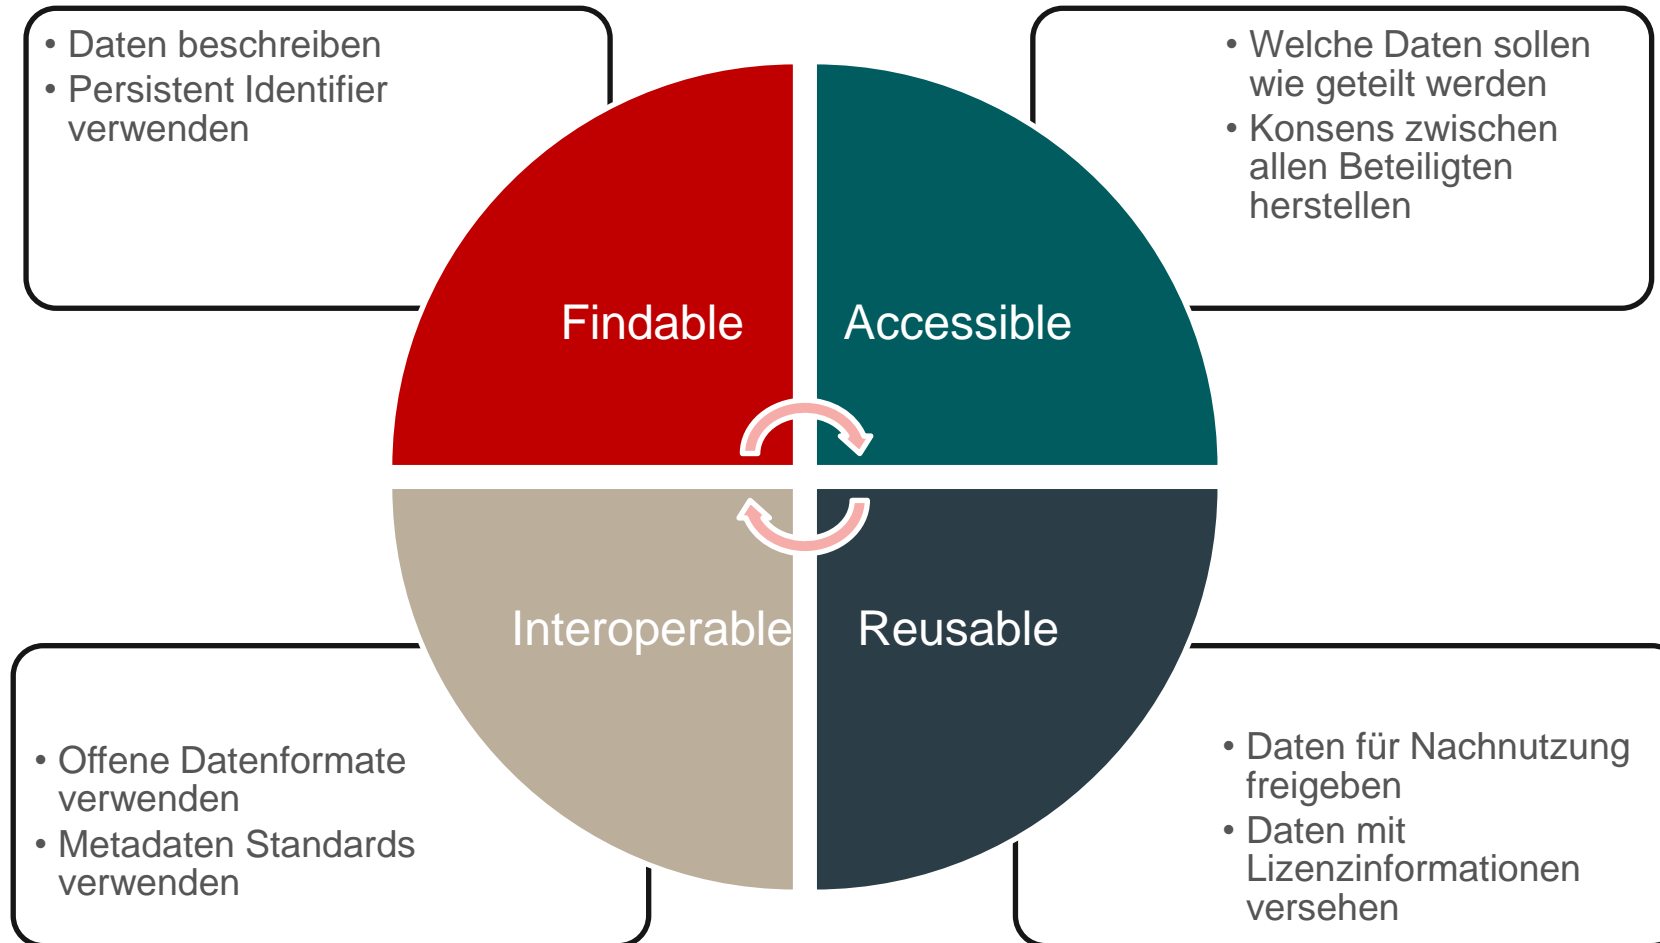 • Daten beschreiben
• Persistent Identifier
verwenden
• Welche Daten sollen
wie geteilt werden
• Konsens zwischen
allen Beteiligten
herstellen
Findable
Accessible
Interoperable
Reusable
• Offene Datenformate
verwenden
• Metadaten Standards
verwenden
• Daten für Nachnutzung
freigeben
• Daten mit
Lizenzinformationen
versehen